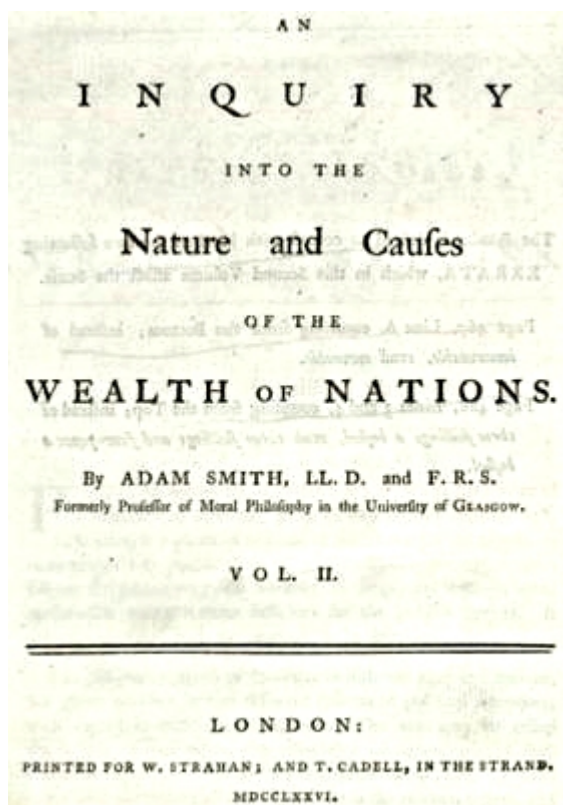 AN
INQUIRY
INTO THE
Nature and Cauſes
OF THE
WEALTH OF NATIONS.
By ADAM SMITH, LL. D. and F. R. S.
Formerly Profeſſor of Moral Philoſophy in the Univerſity of GLASGOW.
VOL. II.
LONDON:
PRINTED FOR W. STRAHAN; AND T. CADELL, IN THE STRAND.
MDCCLXXVI.